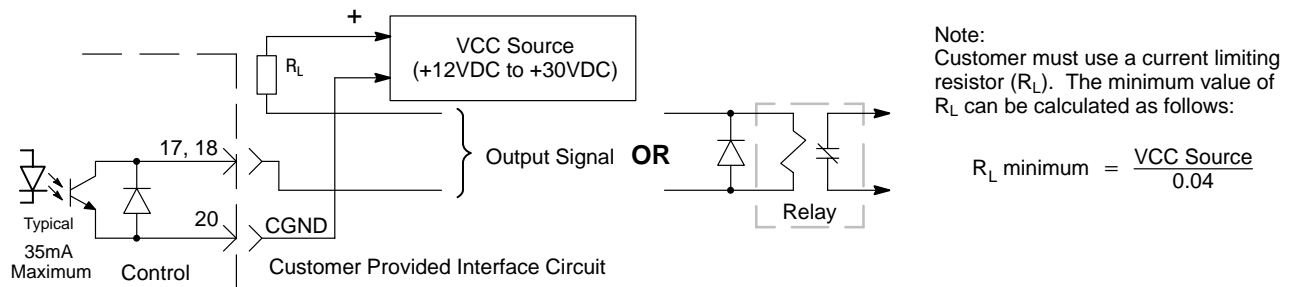 +
VCC Source
(+12VDC to +30VDC)
RL
17, 18
Output Signal OR
20
CGND
Typical
35mA
Maximum
Control
Customer Provided Interface Circuit
Relay
Note:
Customer must use a current limiting
resistor (RL). The minimum value of
RL can be calculated as follows:
RL minimum = VCC Source
0.04